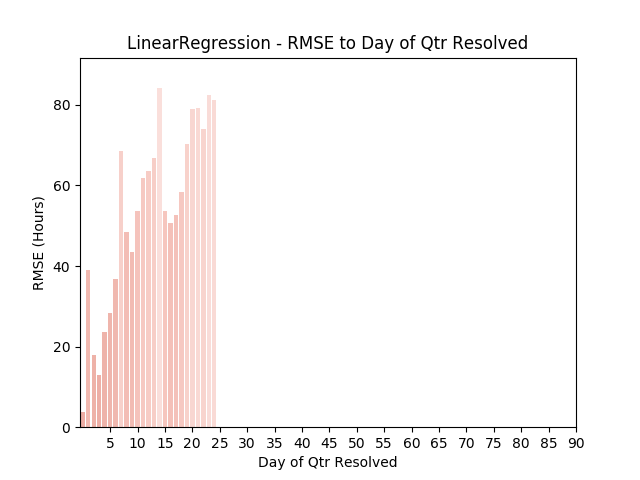 LinearRegression - RMSE to Day of Qtr Resolved
RMSE (Hours)
80
60
40
20
0
5 10 15 20 25 30 35 40 45 50 55 60 65 70 75 80 85 90
Day of Qtr Resolved